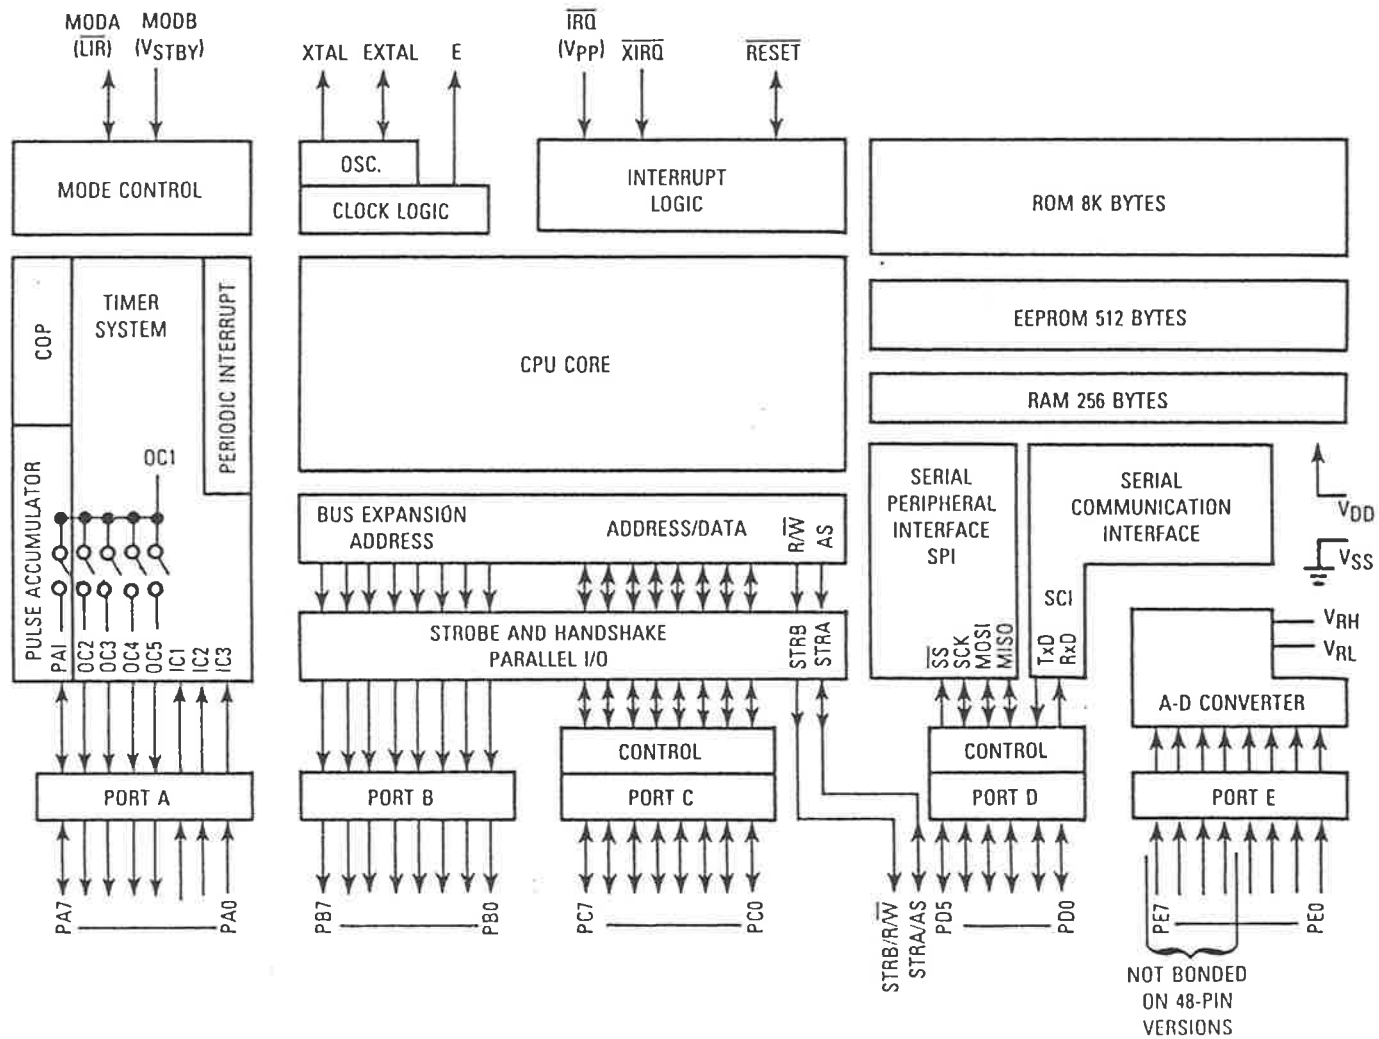 MODA
(L̅I̅R̅)
MODB
(VSTBY)
XTAL
EXTAL
E
I̅R̅Q̅
(VPP)
X̅I̅R̅Q̅
R̅E̅S̅E̅T̅
MODE CONTROL
OSC.
CLOCK LOGIC
INTERRUPT
LOGIC
ROM 8K BYTES
COP
TIMER
SYSTEM
PERIODIC INTERRUPT
CPU CORE
EEPROM 512 BYTES
RAM 256 BYTES
PULSE ACCUMULATOR
OC1
PAI
OC2
OC3
OC4
OC5
IC1
IC2
IC3
BUS EXPANSION
ADDRESS
ADDRESS/DATA
R/W̅
AS
STROBE AND HANDSHAKE
PARALLEL I/O
STRB
STRA
SERIAL
PERIPHERAL
INTERFACE
SPI
S̅S̅
SCK
MOSI
MISO
SERIAL
COMMUNICATION
INTERFACE
SCI
TxD
RxD
VDD
VSS
VRH
VRL
A-D CONVERTER
CONTROL
CONTROL
PORT A
PORT B
PORT C
PORT D
PORT E
PA7
PA0
PB7
PB0
PC7
PC0
STRB/R/W̅
STRA/AS
PD5
PD0
PE7
PE0
NOT BONDED
ON 48-PIN
VERSIONS